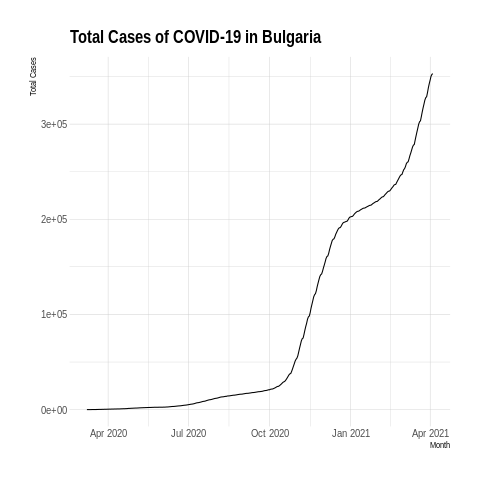 Total Cases of COVID-19 in Bulgaria
Total Cases
3e+05
2e+05
1e+05
0e+00
Apr 2020 Jul 2020 Oct 2020 Jan 2021 Apr 2021
Month